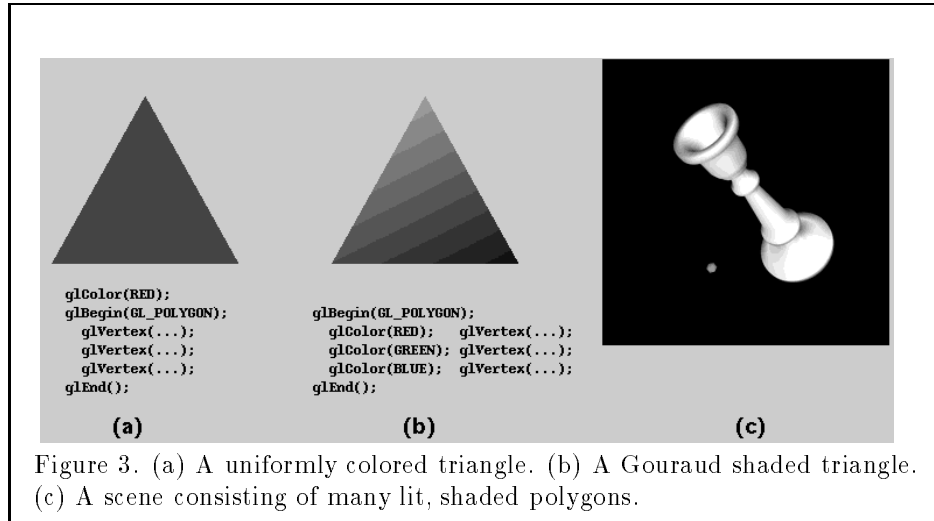 glColor(RED);
glBegin(GL_POLYGON);
glVertex(...);
glVertex(...);
glVertex(...);
glEnd();
(a)
glBegin(GL_POLYGON);
glColor(RED); glVertex(...);
glColor(GREEN); glVertex(...);
glColor(BLUE); glVertex(...);
glEnd();
(b)
(c)
Figure 3. (a) A uniformly colored triangle. (b) A Gouraud shaded triangle.
(c) A scene consisting of many lit, shaded polygons.